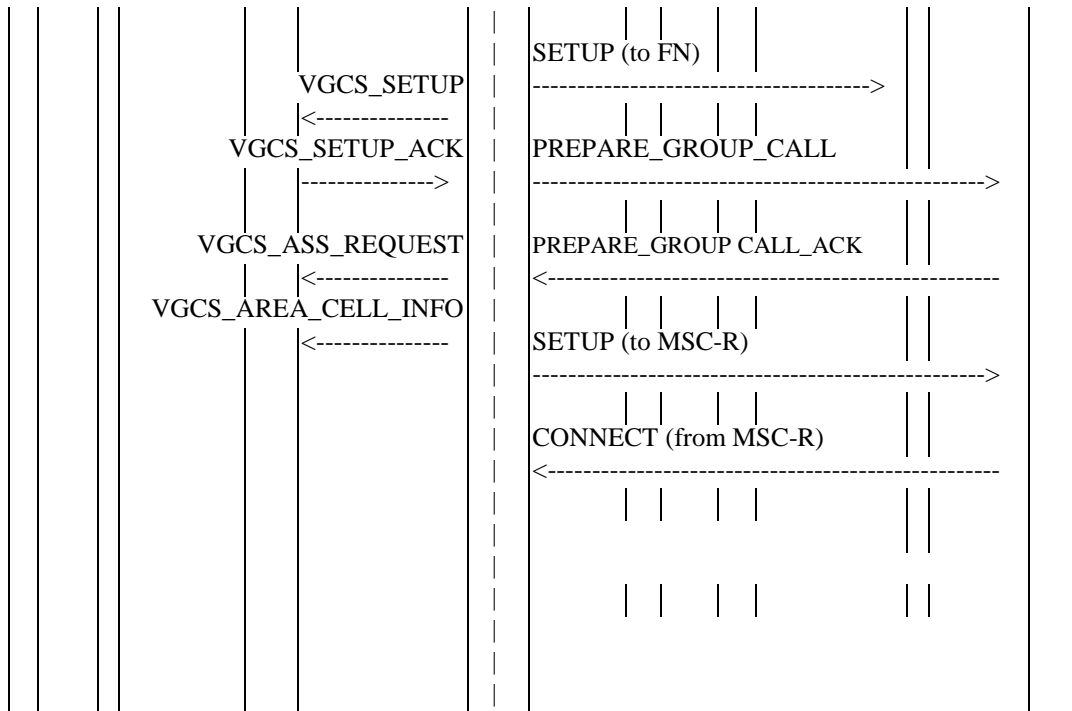 SETUP (to FN)
VGCS_SETUP
VGCS_SETUP_ACK
PREPARE_GROUP_CALL
VGCS_ASS_REQUEST
PREPARE_GROUP CALL_ACK
VGCS_AREA_CELL_INFO
SETUP (to MSC-R)
CONNECT (from MSC-R)